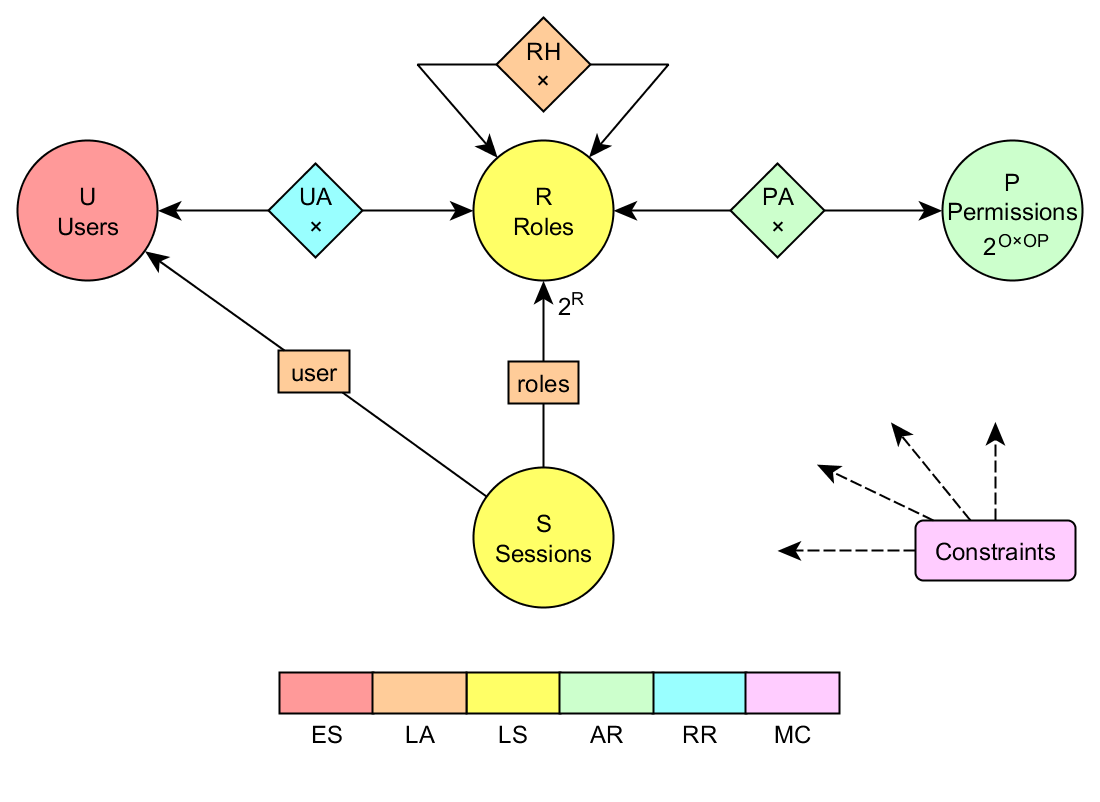 RH
×
U
Users
UA
×
R
Roles
PA
×
P
Permissions
2^O×OP
2^R
user
roles
S
Sessions
Constraints
ES LA LS AR RR MC